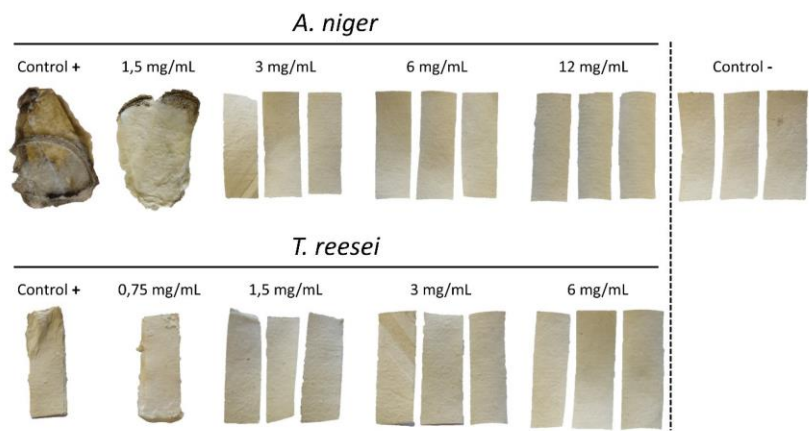 A. niger
Control + 1,5 mg/mL 3 mg/mL 6 mg/mL 12 mg/mL Control -
T. reesei
Control + 0,75 mg/mL 1,5 mg/mL 3 mg/mL 6 mg/mL